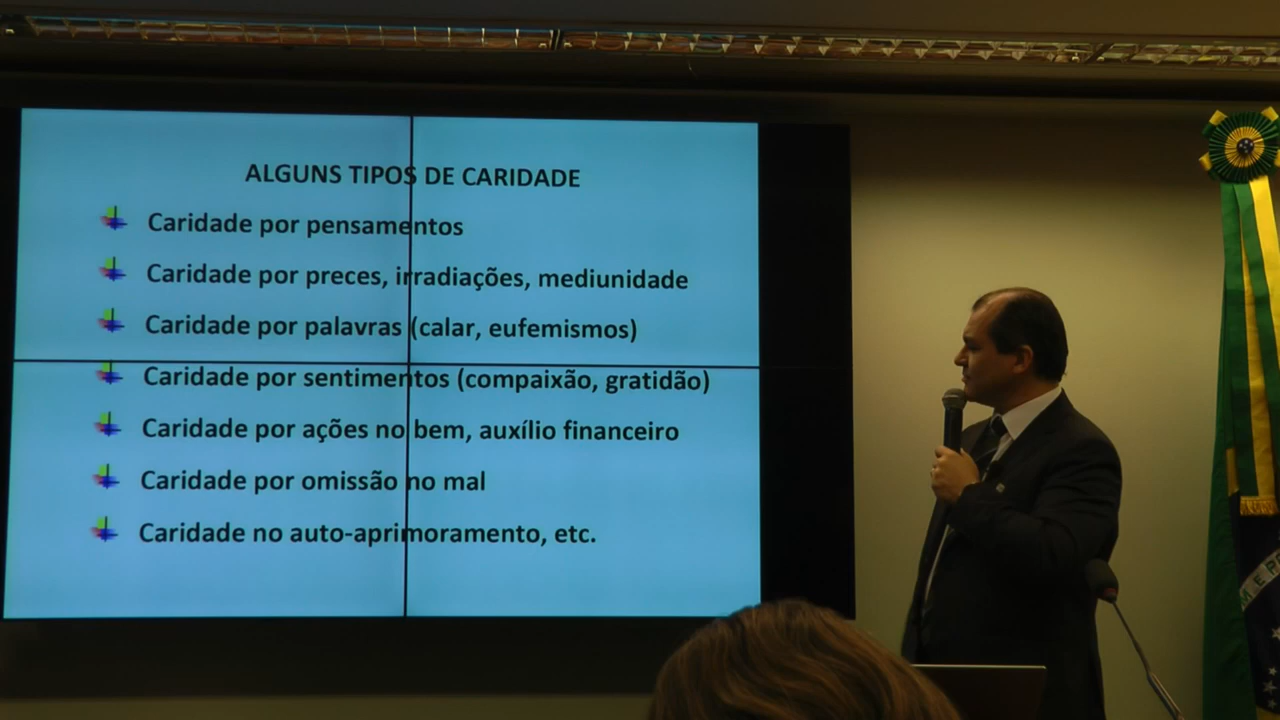 ALGUNS TIPOS DE CARIDADE
Caridade por pensamentos
Caridade por preces, irradiações, mediunidade
Caridade por palavras (calar, eufemismos)
Caridade por sentimentos (compaixão, gratidão)
Caridade por ações no bem, auxílio financeiro
Caridade por omissão no mal
Caridade no auto-aprimoramento, etc.